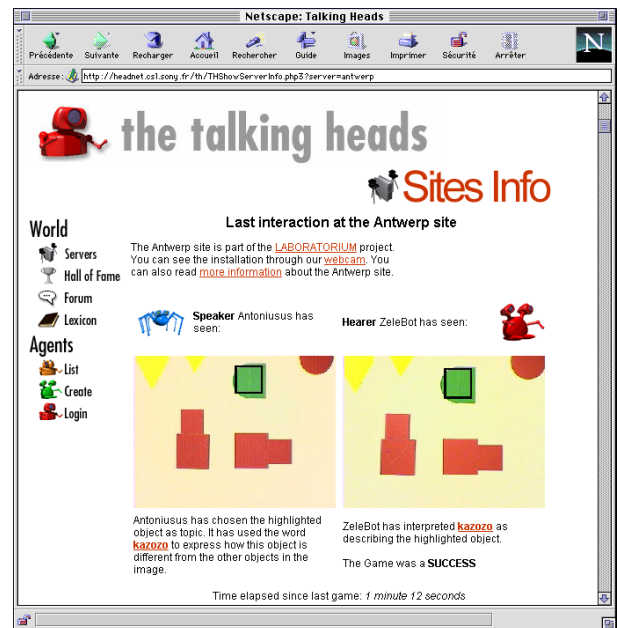 Netscape: Talking Heads
Précédente Suivante Recharger Accueil Rechercher Guide Images Imprimer Sécurité Arrêter
N
Adresse: http://headnet.csl.sony.fr/th/THShowServerInfo.php3?server=antwerp
the talking heads
Sites Info
World
Servers
Hall of Fame
Forum
Lexicon
Agents
List
Create
Login
Last interaction at the Antwerp site
The Antwerp site is part of the LABORATORIUM project.
You can see the installation through our webcam. You
can also read more information about the Antwerp site.
Speaker Antoniusus has
seen:
Hearer ZeleBot has seen:
Antoniusus has chosen the highlighted
object as topic. It has used the word
kazozo to express how this object is
different from the other objects in the
image.
ZeleBot has interpreted kazozo as
describing the highlighted object.
The Game was a SUCCESS
Time elapsed since last game: 1 minute 12 seconds